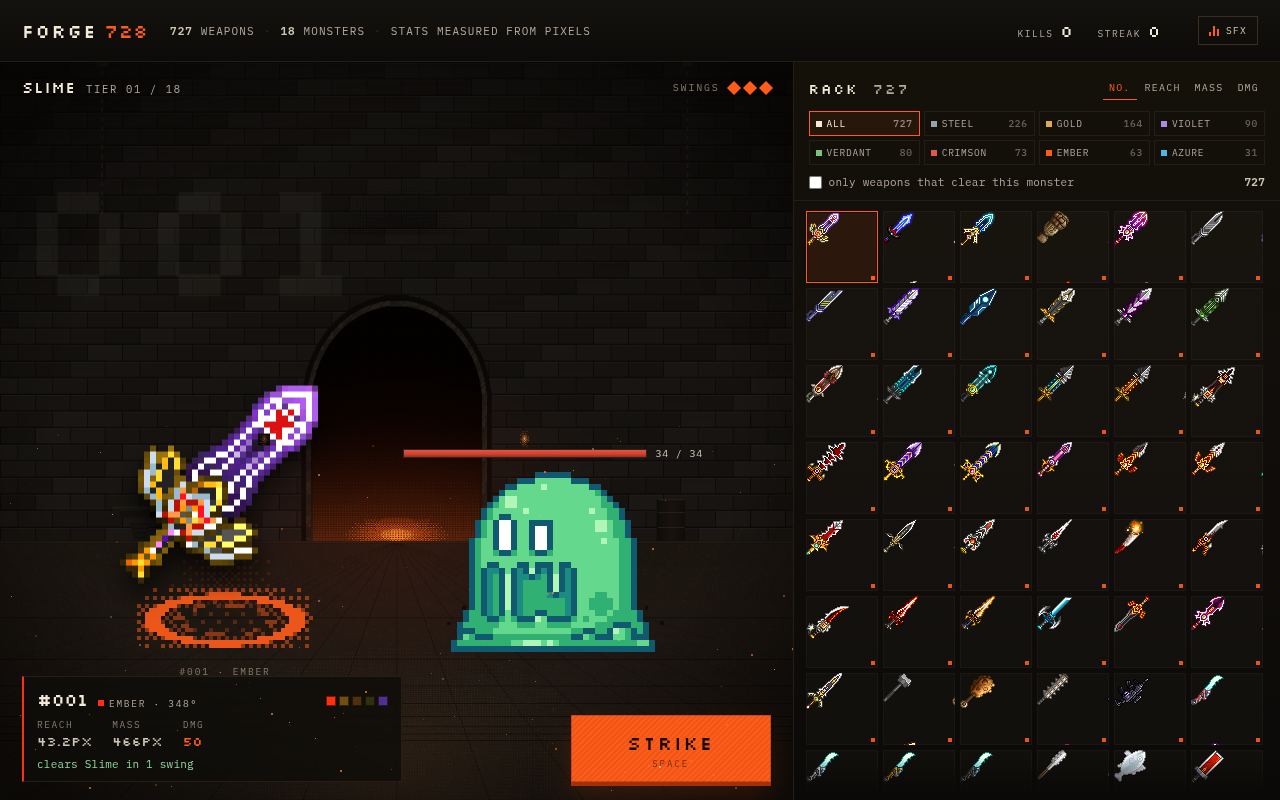 FORGE 728
727 WEAPONS · 18 MONSTERS · STATS MEASURED FROM PIXELS
KILLS 0 STREAK 0
SFX
SLIME TIER 01 / 18
SWINGS
001
34 / 34
#001 · EMBER
#001 EMBER · 348°
REACH MASS DMG
43.2PX 466PX 50
clears Slime in 1 swing
STRIKE
SPACE
RACK 727
NO. REACH MASS DMG
ALL 727 STEEL 226 GOLD 164 VIOLET 90
VERDANT 80 CRIMSON 73 EMBER 63 AZURE 31
only weapons that clear this monster 727